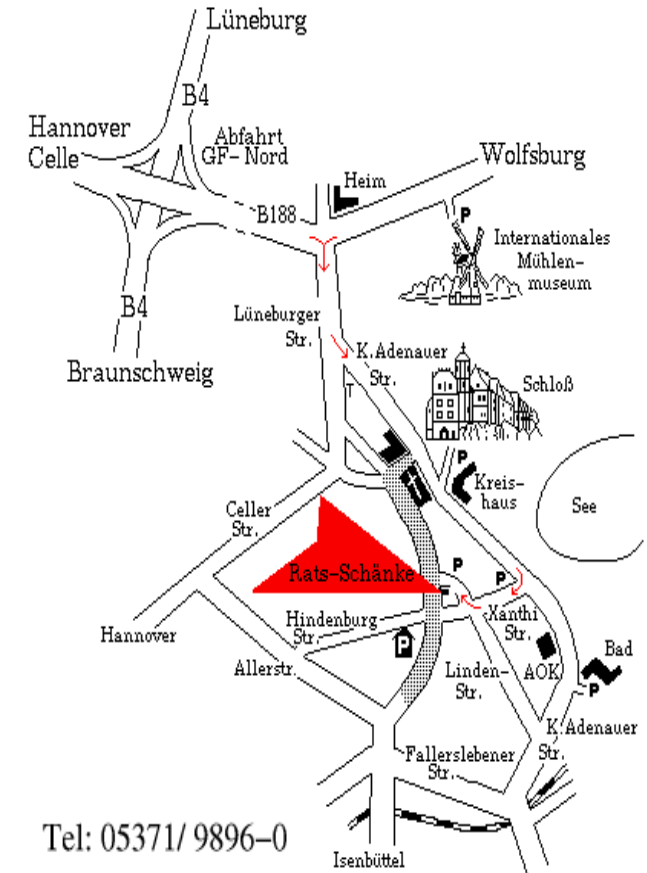 Lüneburg
B4
Hannover
Celle
Abfahrt
GF-Nord
Wolfsburg
Heim
B188
P
Internationales
Mühlen-
museum
B4
Lüneburger
Str.
K.Adenauer
Str.
Braunschweig
Schloß
T
P
Kreis-
haus
Celler
Str.
See
P
P
Rats-Schänke
Hindenburg
Str.
Xanthi
Str.
P
Hannover
Allerstr.
Linden-
Str.
AOK
Bad
P
K.Adenauer
Str.
Fallerslebener
Str.
Tel: 05371/ 9896-0
Isenbüttel